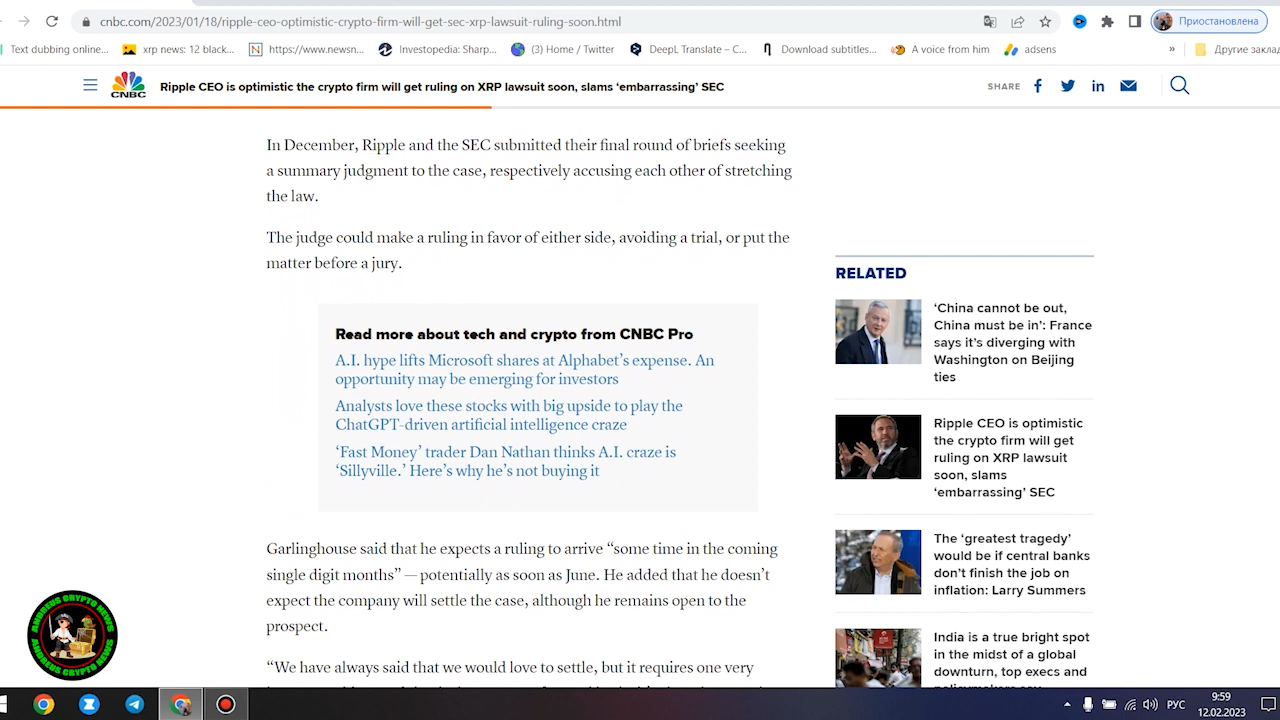 cnbc.com/2023/01/18/ripple-ceo-optimistic-crypto-firm-will-get-sec-xrp-lawsuit-ruling-soon.html
Приостановлена
Text dubbing online...
xrp news: 12 black...
https://www.newsn...
Investopedia: Sharp...
(3) Home / Twitter
DeepL Translate – C...
Download subtitles...
A voice from him
adsens
»
Другие закла
CNBC
Ripple CEO is optimistic the crypto firm will get ruling on XRP lawsuit soon, slams ‘embarrassing’ SEC
SHARE
In December, Ripple and the SEC submitted their final round of briefs seeking
a summary judgment to the case, respectively accusing each other of stretching
the law.
The judge could make a ruling in favor of either side, avoiding a trial, or put the
matter before a jury.
Read more about tech and crypto from CNBC Pro
A.I. hype lifts Microsoft shares at Alphabet’s expense. An
opportunity may be emerging for investors
Analysts love these stocks with big upside to play the
ChatGPT-driven artificial intelligence craze
‘Fast Money’ trader Dan Nathan thinks A.I. craze is
‘Sillyville.’ Here’s why he’s not buying it
Garlinghouse said that he expects a ruling to arrive “some time in the coming
single digit months” — potentially as soon as June. He added that he doesn’t
expect the company will settle the case, although he remains open to the
prospect.
“We have always said that we would love to settle, but it requires one very
RELATED
‘China cannot be out,
China must be in’: France
says it’s diverging with
Washington on Beijing
ties
Ripple CEO is optimistic
the crypto firm will get
ruling on XRP lawsuit
soon, slams
‘embarrassing’ SEC
The ‘greatest tragedy’
would be if central banks
don’t finish the job on
inflation: Larry Summers
India is a true bright spot
in the midst of a global
downturn, top execs and
ANDREUS CRYPTO NEWS
ANDREUS CRYPTO NEWS
РУС
9:59
12.02.2023